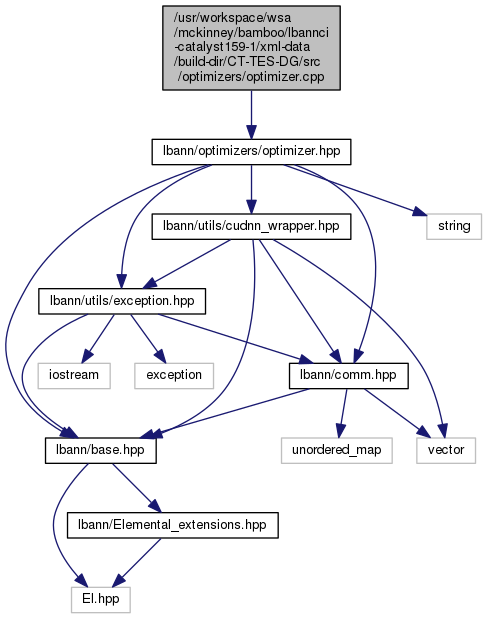 /usr/workspace/wsa
/mckinney/bamboo/lbannci
-catalyst159-1/xml-data
/build-dir/CT-TES-DG/src
/optimizers/optimizer.cpp
lbann/optimizers/optimizer.hpp
lbann/utils/cudnn_wrapper.hpp
string
lbann/utils/exception.hpp
iostream
exception
lbann/comm.hpp
lbann/base.hpp
unordered_map
vector
lbann/Elemental_extensions.hpp
El.hpp